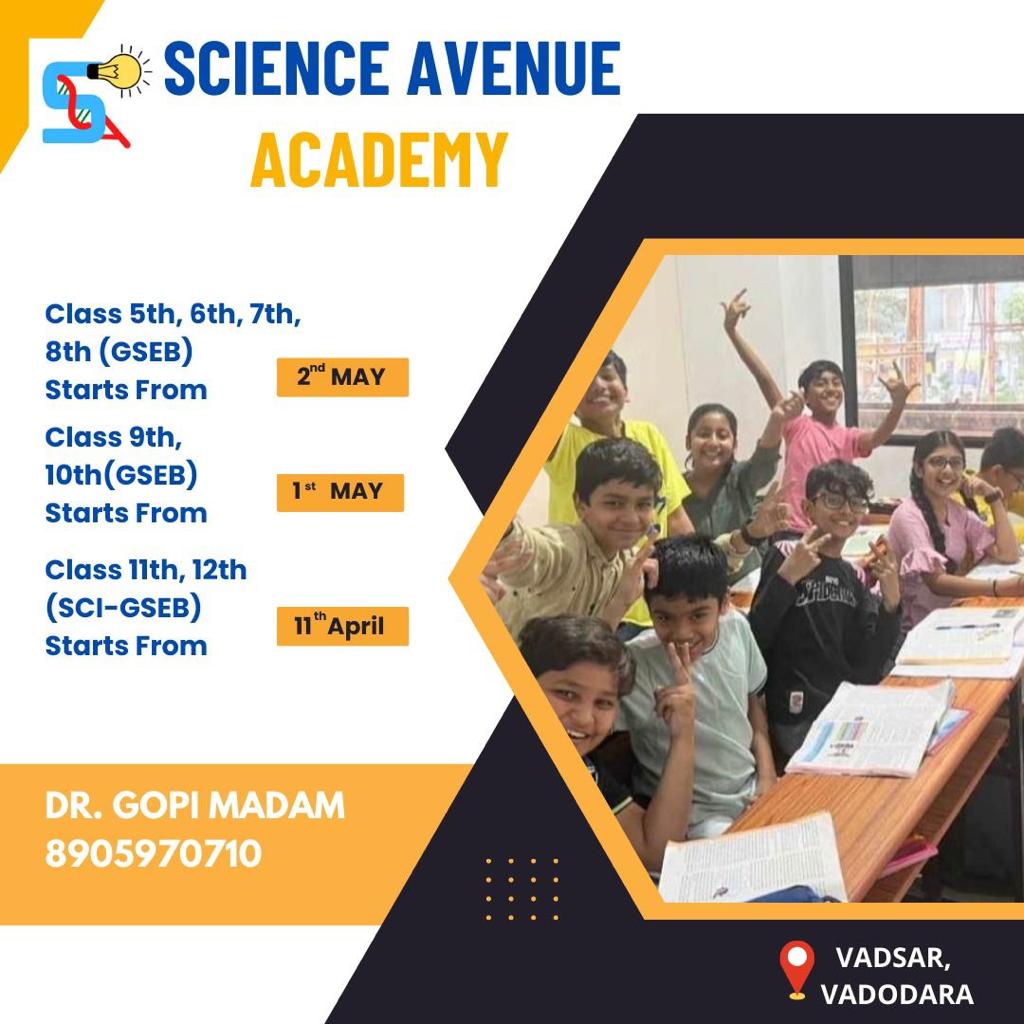 SCIENCE AVENUE
ACADEMY
Class 5th, 6th, 7th,
8th (GSEB)
Starts From
2nd MAY
Class 9th,
10th(GSEB)
Starts From
1st MAY
Class 11th, 12th
(SCI-GSEB)
Starts From
11th April
DR. GOPI MADAM
8905970710
VADSAR,
VADODARA